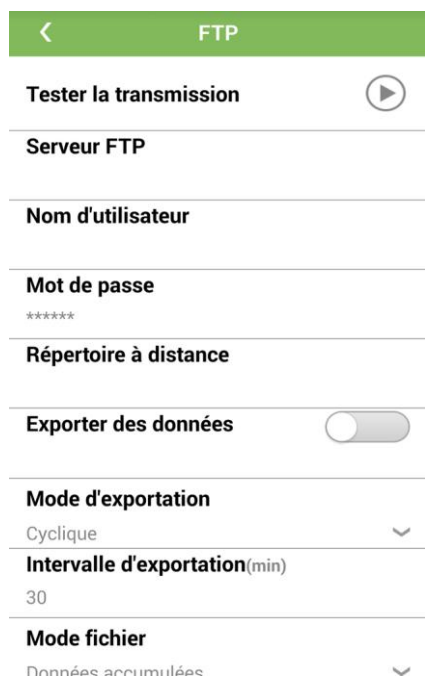 FTP
Tester la transmission
Serveur FTP
Nom d'utilisateur
Mot de passe
******
Répertoire à distance
Exporter des données
Mode d'exportation
Cyclique
Intervalle d'exportation(min)
30
Mode fichier
Données accumulées